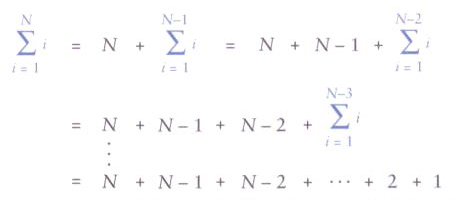 N N–1 N–2
∑ i = N + ∑ i = N + N – 1 + ∑ i
i = 1 i = 1 i = 1
N–3
= N + N – 1 + N – 2 + ∑ i
i = 1
⋮
= N + N – 1 + N – 2 + ⋯ + 2 + 1